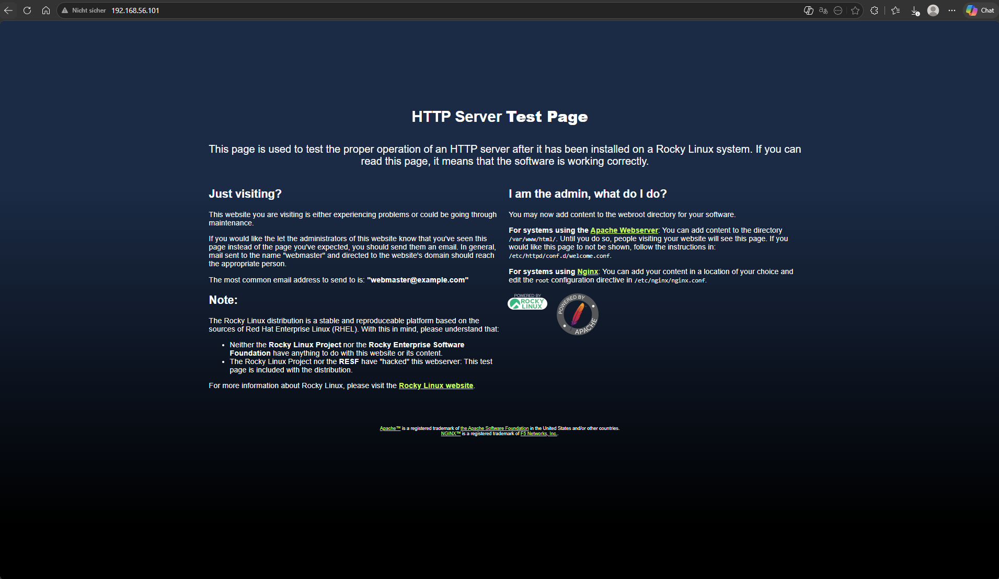 Nicht sicher 192.168.56.101
Chat
HTTP Server Test Page
This page is used to test the proper operation of an HTTP server after it has been installed on a Rocky Linux system. If you can
read this page, it means that the software is working correctly.
Just visiting?
This website you are visiting is either experiencing problems or could be going through
maintenance.
If you would like the let the administrators of this website know that you've seen this
page instead of the page you've expected, you should send them an email. In general,
mail sent to the name "webmaster" and directed to the website's domain should reach
the appropriate person.
The most common email address to send to is: "webmaster@example.com"
Note:
The Rocky Linux distribution is a stable and reproduceable platform based on the
sources of Red Hat Enterprise Linux (RHEL). With this in mind, please understand that:
• Neither the Rocky Linux Project nor the Rocky Enterprise Software
Foundation have anything to do with this website or its content.
• The Rocky Linux Project nor the RESF have "hacked" this webserver: This test
page is included with the distribution.
For more information about Rocky Linux, please visit the Rocky Linux website.
I am the admin, what do I do?
You may now add content to the webroot directory for your software.
For systems using the Apache Webserver: You can add content to the directory
/var/www/html/. Until you do so, people visiting your website will see this page. If you
would like this page to not be shown, follow the instructions in:
/etc/httpd/conf.d/welcome.conf.
For systems using Nginx: You can add your content in a location of your choice and
edit the root configuration directive in /etc/nginx/nginx.conf.
POWERED BY
ROCKY
LINUX
POWERED BY
APACHE
Apache™ is a registered trademark of the Apache Software Foundation in the United States and/or other countries.
NGINX™ is a registered trademark of F5 Networks, Inc..